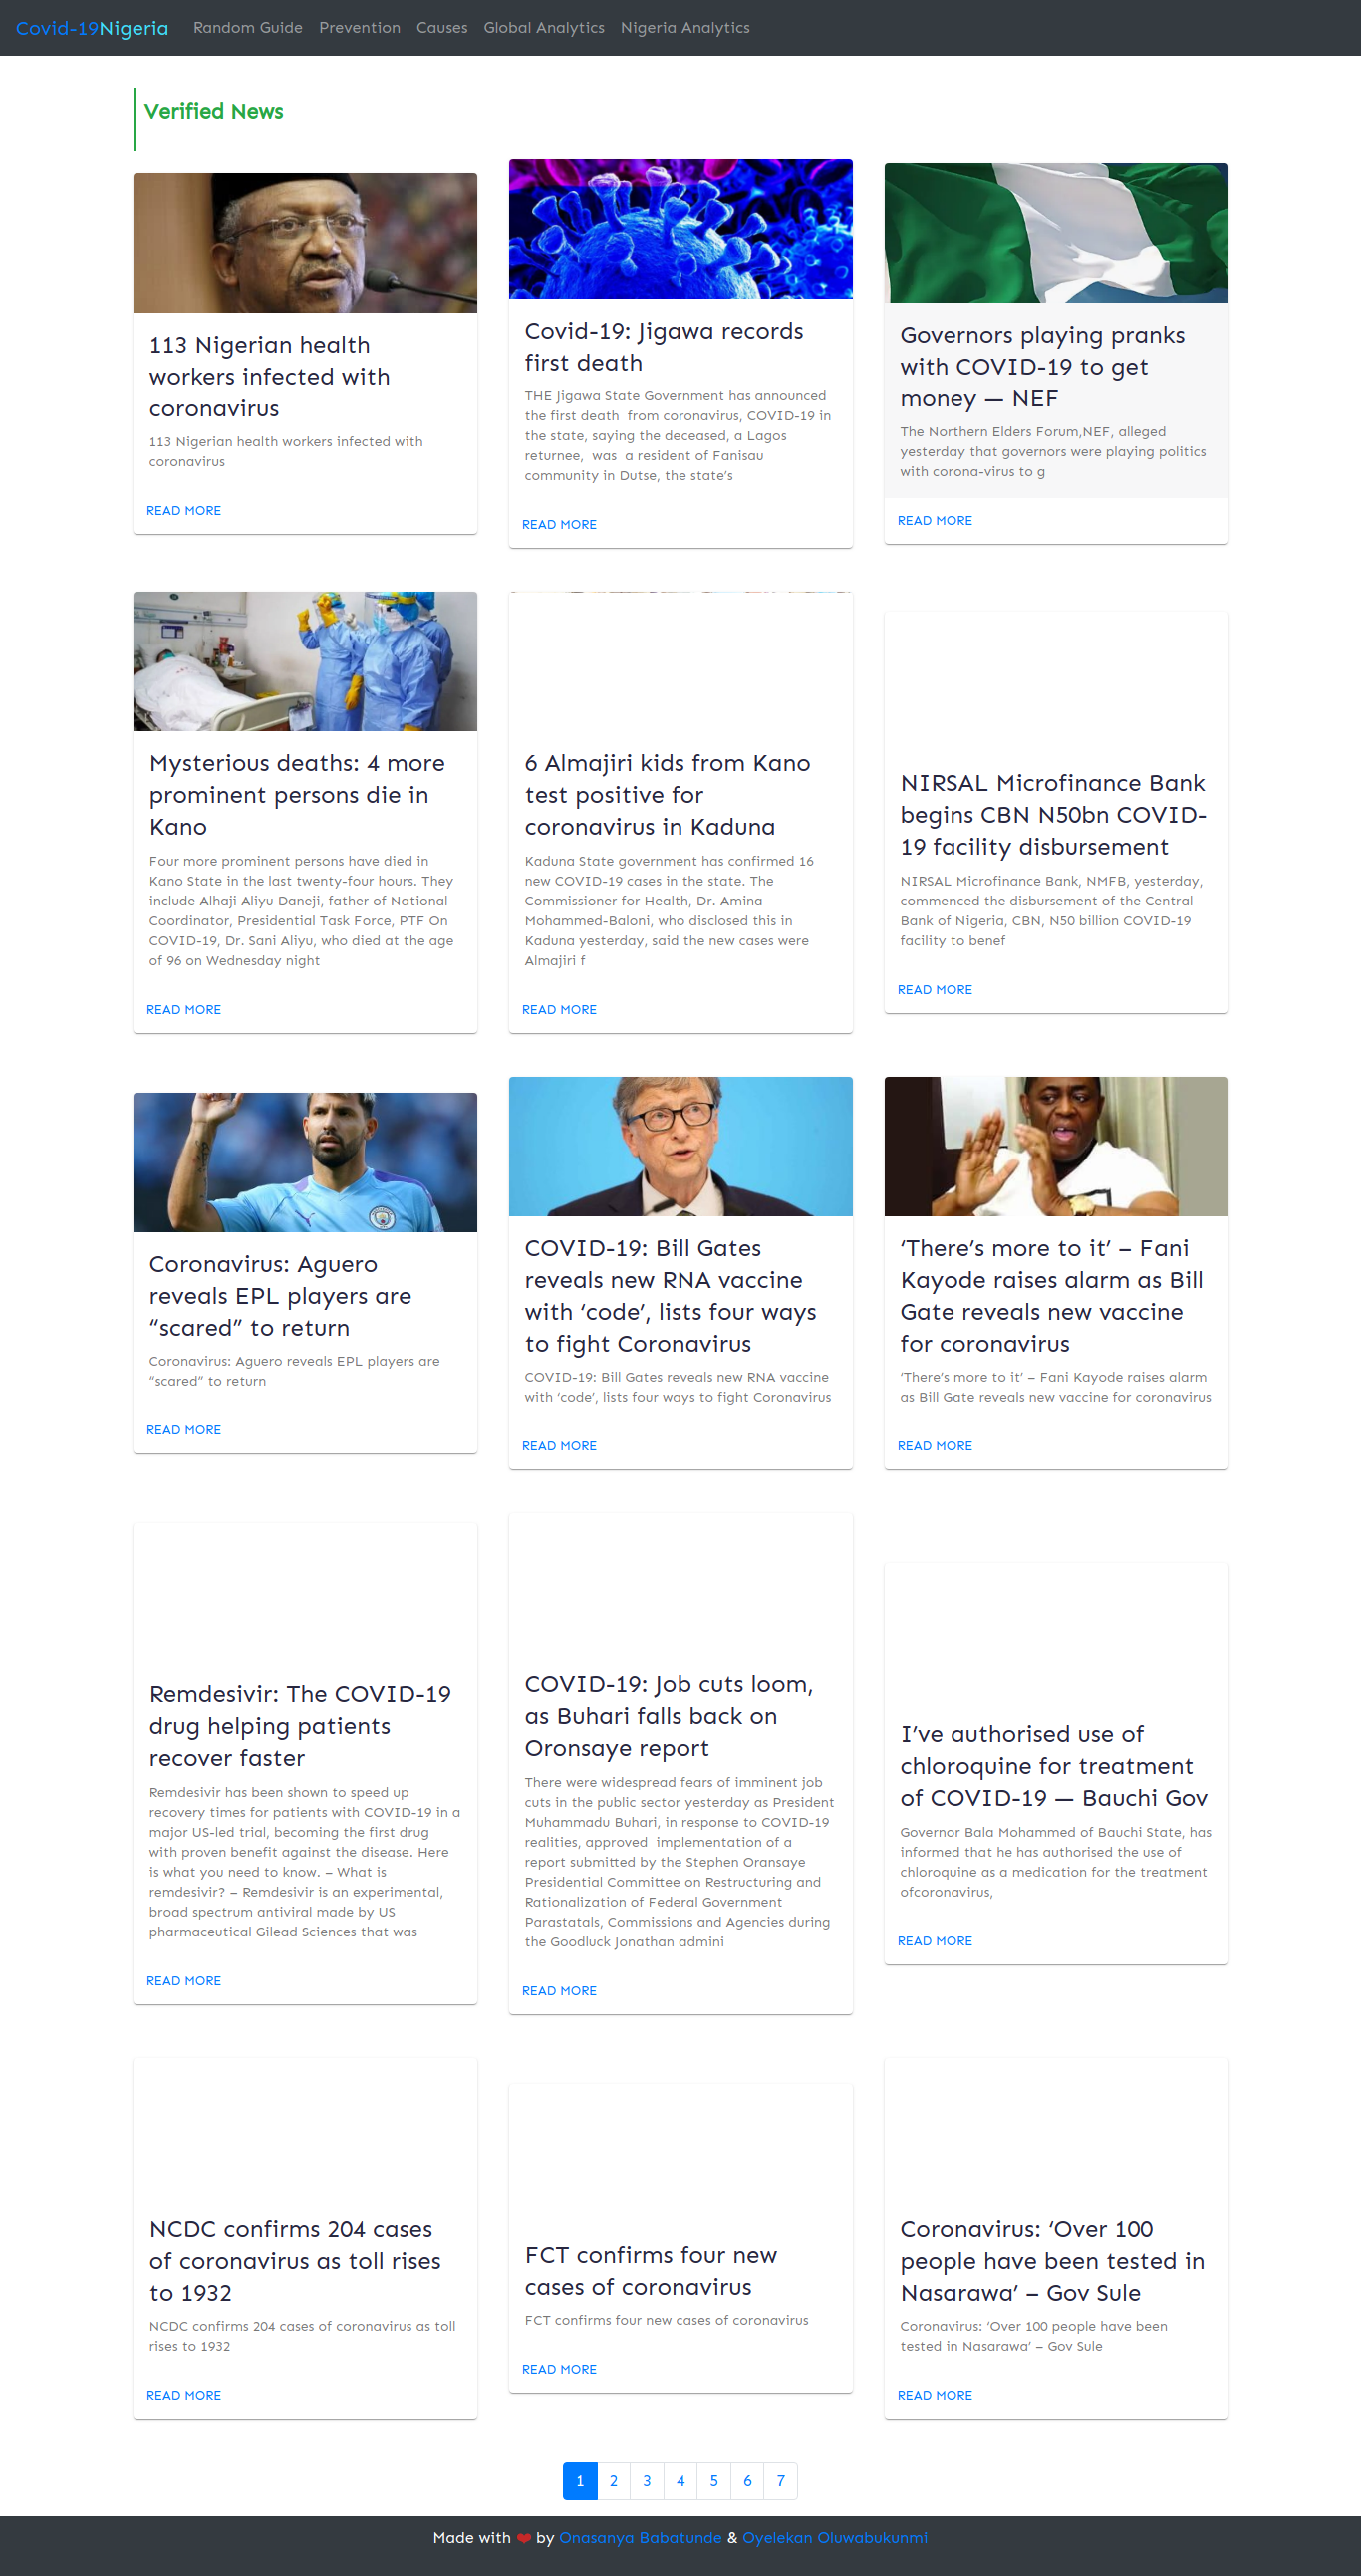 Covid-19Nigeria Random Guide Prevention Causes Global Analytics Nigeria Analytics
Verified News
113 Nigerian health
workers infected with
coronavirus
113 Nigerian health workers infected with
coronavirus
READ MORE
Covid-19: Jigawa records
first death
THE Jigawa State Government has announced
the first death  from coronavirus, COVID-19 in
the state, saying the deceased, a Lagos
returnee,  was  a resident of Fanisau
community in Dutse, the state’s
READ MORE
Governors playing pranks
with COVID-19 to get
money — NEF
The Northern Elders Forum,NEF, alleged
yesterday that governors were playing politics
with corona-virus to g
READ MORE
Mysterious deaths: 4 more
prominent persons die in
Kano
Four more prominent persons have died in
Kano State in the last twenty-four hours. They
include Alhaji Aliyu Daneji, father of National
Coordinator, Presidential Task Force, PTF On
COVID-19, Dr. Sani Aliyu, who died at the age
of 96 on Wednesday night
READ MORE
6 Almajiri kids from Kano
test positive for
coronavirus in Kaduna
Kaduna State government has confirmed 16
new COVID-19 cases in the state. The
Commissioner for Health, Dr. Amina
Mohammed-Baloni, who disclosed this in
Kaduna yesterday, said the new cases were
Almajiri f
READ MORE
NIRSAL Microfinance Bank
begins CBN N50bn COVID-
19 facility disbursement
NIRSAL Microfinance Bank, NMFB, yesterday,
commenced the disbursement of the Central
Bank of Nigeria, CBN, N50 billion COVID-19
facility to benef
READ MORE
Coronavirus: Aguero
reveals EPL players are
“scared” to return
Coronavirus: Aguero reveals EPL players are
“scared” to return
READ MORE
COVID-19: Bill Gates
reveals new RNA vaccine
with ‘code’, lists four ways
to fight Coronavirus
COVID-19: Bill Gates reveals new RNA vaccine
with ‘code’, lists four ways to fight Coronavirus
READ MORE
‘There’s more to it’ – Fani
Kayode raises alarm as Bill
Gate reveals new vaccine
for coronavirus
‘There’s more to it’ – Fani Kayode raises alarm
as Bill Gate reveals new vaccine for coronavirus
READ MORE
Remdesivir: The COVID-19
drug helping patients
recover faster
Remdesivir has been shown to speed up
recovery times for patients with COVID-19 in a
major US-led trial, becoming the first drug
with proven benefit against the disease. Here
is what you need to know. – What is
remdesivir? – Remdesivir is an experimental,
broad spectrum antiviral made by US
pharmaceutical Gilead Sciences that was
READ MORE
COVID-19: Job cuts loom,
as Buhari falls back on
Oronsaye report
There were widespread fears of imminent job
cuts in the public sector yesterday as President
Muhammadu Buhari, in response to COVID-19
realities, approved  implementation of a
report submitted by the Stephen Oransaye
Presidential Committee on Restructuring and
Rationalization of Federal Government
Parastatals, Commissions and Agencies during
the Goodluck Jonathan admini
READ MORE
I’ve authorised use of
chloroquine for treatment
of COVID-19 — Bauchi Gov
Governor Bala Mohammed of Bauchi State, has
informed that he has authorised the use of
chloroquine as a medication for the treatment
ofcoronavirus,
READ MORE
NCDC confirms 204 cases
of coronavirus as toll rises
to 1932
NCDC confirms 204 cases of coronavirus as toll
rises to 1932
READ MORE
FCT confirms four new
cases of coronavirus
FCT confirms four new cases of coronavirus
READ MORE
Coronavirus: ‘Over 100
people have been tested in
Nasarawa’ – Gov Sule
Coronavirus: ‘Over 100 people have been
tested in Nasarawa’ – Gov Sule
READ MORE
1 2 3 4 5 6 7
Made with ❤ by Onasanya Babatunde & Oyelekan Oluwabukunmi